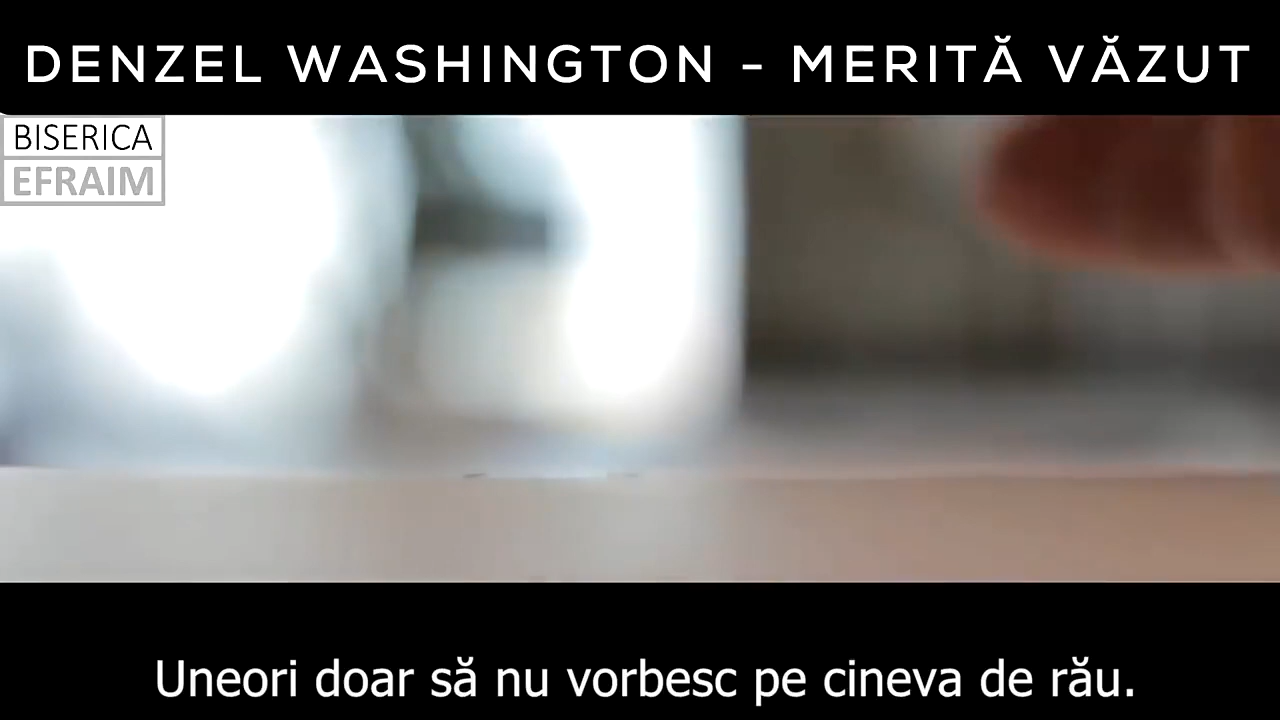 DENZEL WASHINGTON - MERITĂ VĂZUT
BISERICA
EFRAIM
Uneori doar să nu vorbesc pe cineva de rău.